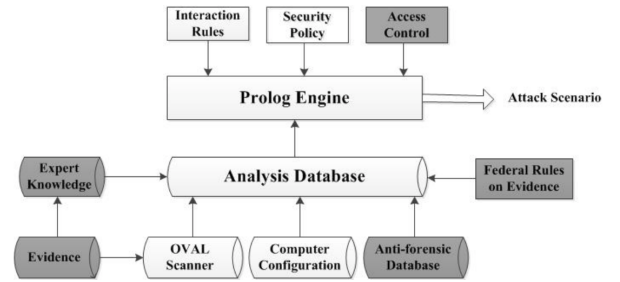 Interaction
Rules
Security
Policy
Access
Control
Prolog Engine
Attack Scenario
Expert
Knowledge
Analysis Database
Federal Rules
on Evidence
Evidence
OVAL
Scanner
Computer
Configuration
Anti-forensic
Database